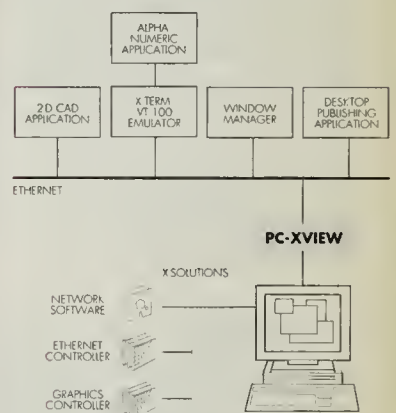 ALPHA
NUMERIC
APPLICATION
2D CAD
APPLICATION
X TERM
VT 100
EMULATOR
WINDOW
MANAGER
DESKTOP
PUBLISHING
APPLICATION
ETHERNET
PC-XVIEW
X SOLUTIONS
NETWORK
SOFTWARE
ETHERNET
CONTROLLER
GRAPHICS
CONTROLLER